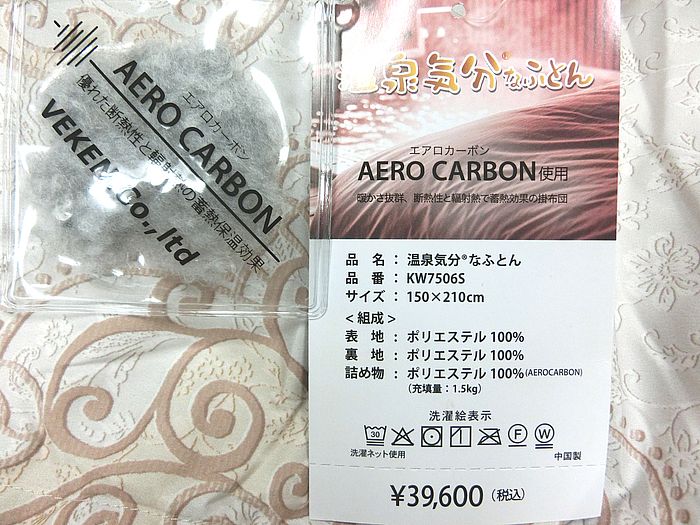 エアロカーボン
AERO CARBON
優れた断熱性と輻射熱の蓄熱保温効果
VEKEN Co., ltd
温泉気分®なふとん
エアロカーボン
AERO CARBON使用
暖かさ抜群、断熱性と輻射熱で蓄熱効果の掛布団
品 名 : 温泉気分®なふとん
品 番 : KW7506S
サイズ : 150×210cm
<組成>
表 地 : ポリエステル 100%
裏 地 : ポリエステル 100%
詰め物 : ポリエステル 100%(AEROCARBON)
(充填量:1.5kg)
洗濯絵表示
30
F
W
洗濯ネット使用
中国製
¥39,600(税込)